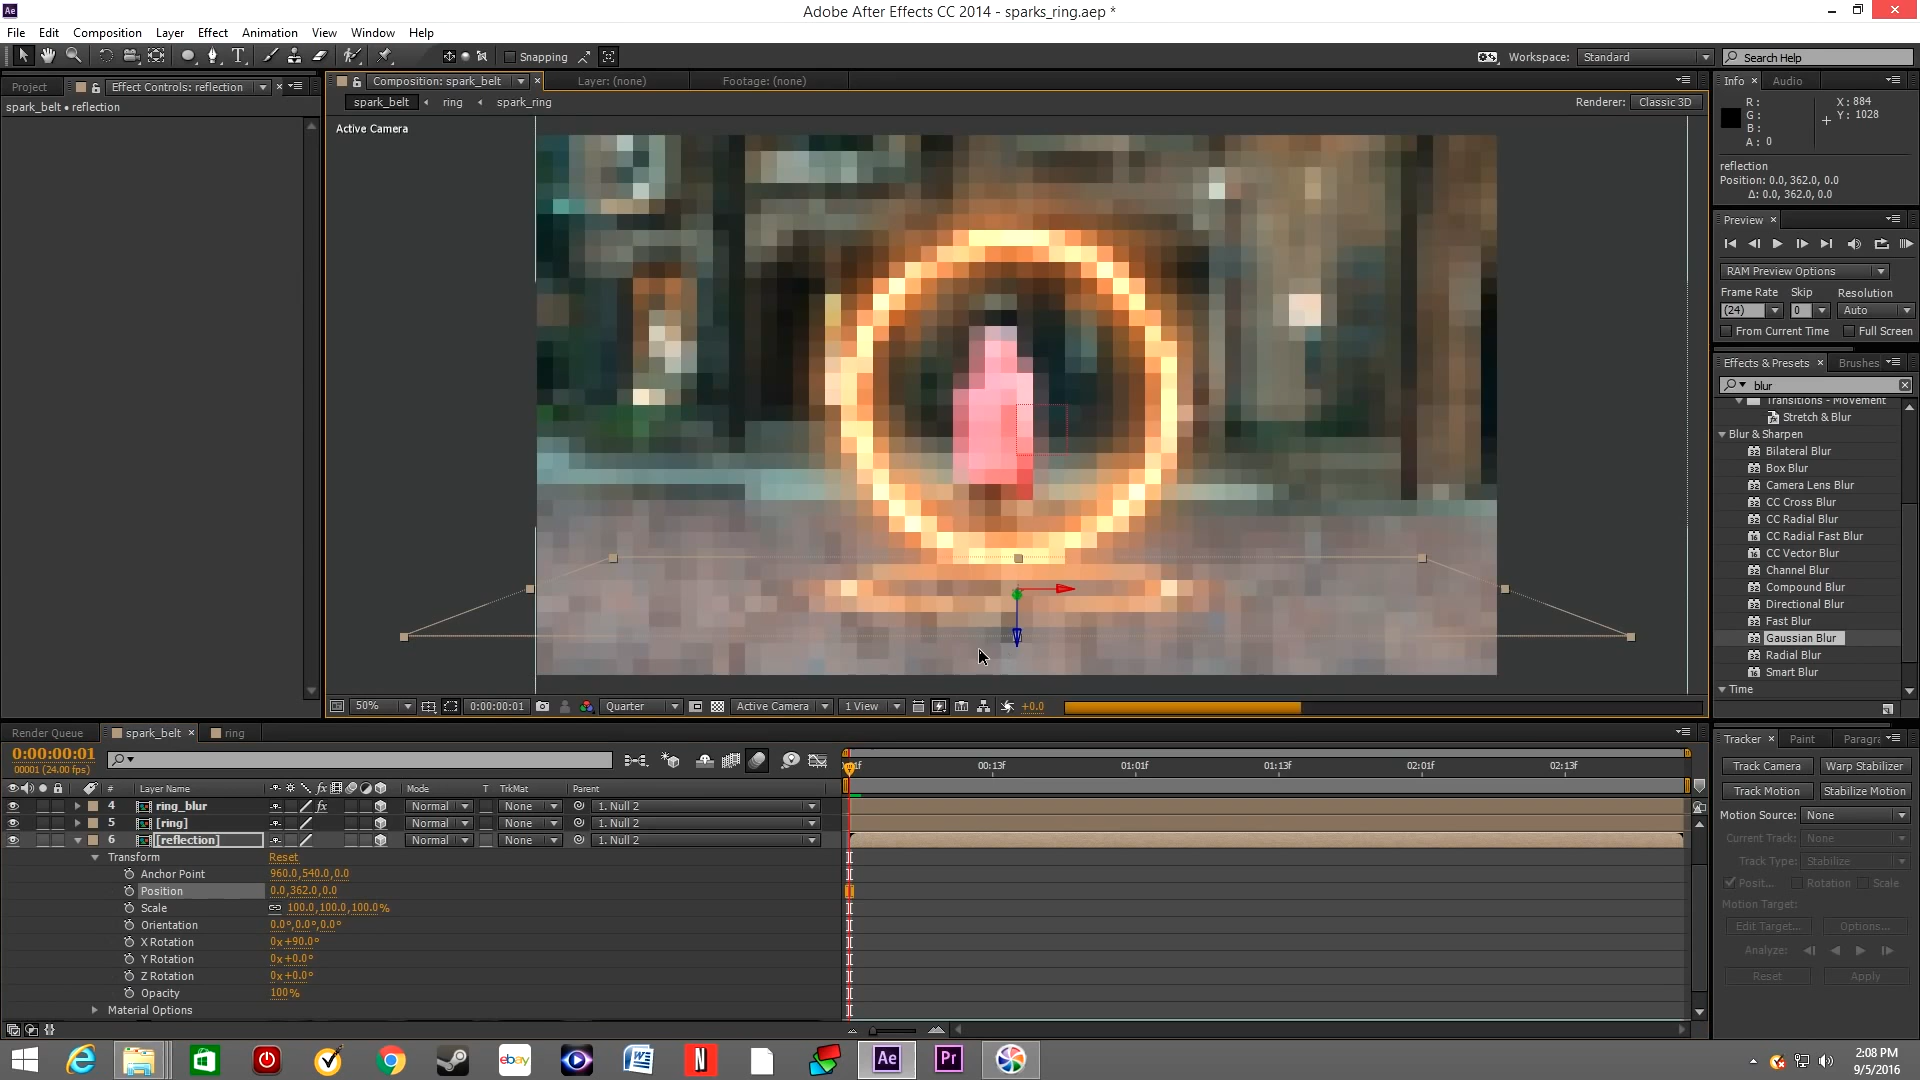 Adobe After Effects CC 2014 - sparks_ring.aep *
File Edit Composition Layer Effect Animation View Window Help
Snapping
Workspace: Standard
Search Help
Project
Effect Controls: reflection
spark_belt • reflection
Composition: spark_belt
Layer: (none)
Footage: (none)
spark_belt ring spark_ring
Renderer: Classic 3D
Active Camera
50%
0:00:00:01
Quarter
Active Camera
1 View
+0.0
Info Audio
R:
G:
B:
A: 0
X: 884
Y: 1028
reflection
Position: 0.0, 362.0, 0.0
Δ: 0.0, 362.0, 0.0
Preview
RAM Preview Options
Frame Rate Skip Resolution
(24) 0 Auto
From Current Time Full Screen
Effects & Presets Brushes
blur
Transitions - Movement
Stretch & Blur
Blur & Sharpen
Bilateral Blur
Box Blur
Camera Lens Blur
CC Cross Blur
CC Radial Blur
CC Radial Fast Blur
CC Vector Blur
Channel Blur
Compound Blur
Directional Blur
Fast Blur
Gaussian Blur
Radial Blur
Smart Blur
Time
Render Queue
spark_belt
ring
0:00:00:01
00001 (24.00 fps)
# Layer Name fx Mode T TrkMat Parent
4 ring_blur fx Normal None 1. Null 2
5 [ring] Normal None 1. Null 2
6 [reflection] Normal None 1. Null 2
Transform Reset
Anchor Point 960.0,540.0,0.0
Position 0.0,362.0,0.0
Scale 100.0,100.0,100.0%
Orientation 0.0°,0.0°,0.0°
X Rotation 0x+90.0°
Y Rotation 0x+0.0°
Z Rotation 0x+0.0°
Opacity 100%
Material Options
00:13f 01:01f 01:13f 02:01f 02:13f
Tracker Paint Paragra
Track Camera Warp Stabilizer
Track Motion Stabilize Motion
Motion Source: None
Current Track: None
Track Type: Stabilize
Posit... Rotation Scale
Motion Target:
Edit Target... Options...
Analyze:
Reset Apply
ebay
N
Ae
Pr
2:08 PM
9/5/2016